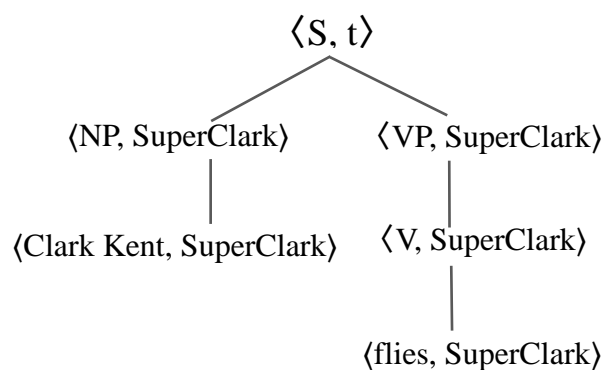 ⟨S, t⟩
⟨NP, SuperClark⟩ ⟨VP, SuperClark⟩
⟨Clark Kent, SuperClark⟩ ⟨V, SuperClark⟩
⟨flies, SuperClark⟩